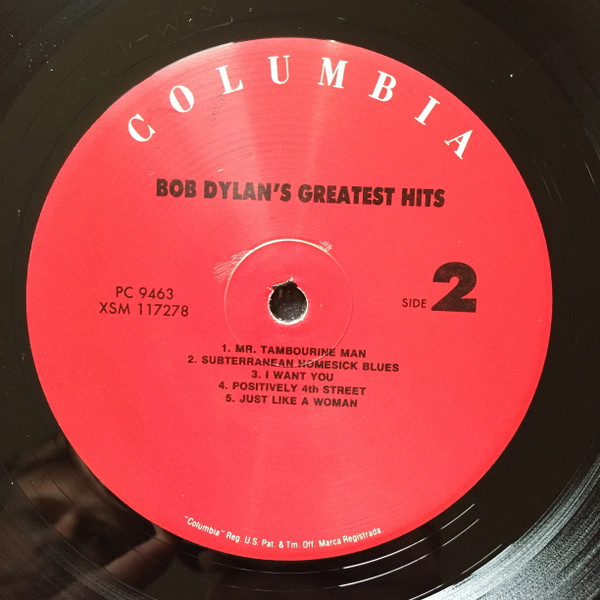 COLUMBIA
BOB DYLAN'S GREATEST HITS
PC 9463
XSM 117278
SIDE 2
1. MR. TAMBOURINE MAN
2. SUBTERRANEAN HOMESICK BLUES
3. I WANT YOU
4. POSITIVELY 4th STREET
5. JUST LIKE A WOMAN
"Columbia" Reg. U.S. Pat. & Tm. Off. Marca Registrada.